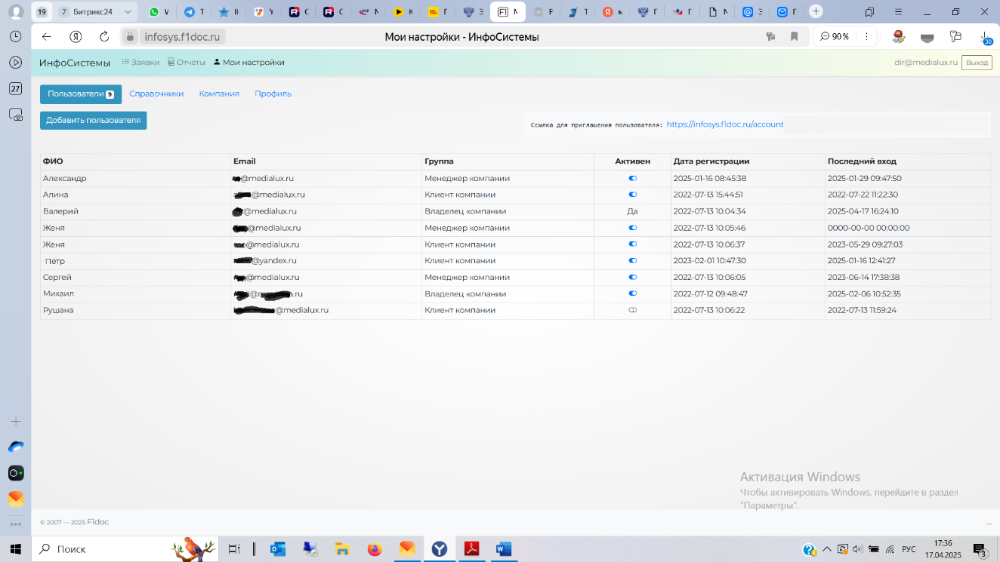 19
7 Битрикс24
infosys.f1doc.ru
Мои настройки - ИнфоСистемы
90 %
30
27
ИнфоСистемы Заявки Отчеты Мои настройки dir@medialux.ru Выход
Пользователи 9 Справочники Компания Профиль
Добавить пользователя
Ссылка для приглашения пользователя: https://infosys.f1doc.ru/account
ФИО Email Группа Активен Дата регистрации Последний вход
Александр @medialux.ru Менеджер компании 2025-01-16 08:45:38 2025-01-29 09:47:50
Алина @medialux.ru Клиент компании 2022-07-13 15:44:51 2022-07-22 11:22:30
Валерий @medialux.ru Владелец компании Да 2022-07-13 10:04:34 2025-04-17 16:24:10
Женя @medialux.ru Менеджер компании 2022-07-13 10:05:46 0000-00-00 00:00:00
Женя @medialux.ru Клиент компании 2022-07-13 10:06:37 2023-05-29 09:27:03
Петр @yandex.ru Клиент компании 2023-02-01 10:47:30 2025-01-16 12:41:27
Сергей @medialux.ru Менеджер компании 2022-07-13 10:06:05 2023-06-14 17:38:38
Михаил .ru Владелец компании 2022-07-12 09:48:47 2025-02-06 10:52:35
Рушана @medialux.ru Клиент компании 2022-07-13 10:06:22 2022-07-13 11:59:24
Активация Windows
Чтобы активировать Windows, перейдите в раздел
"Параметры".
© 2007 — 2025 F1doc ...
Поиск
РУС
17:36
17.04.2025
3